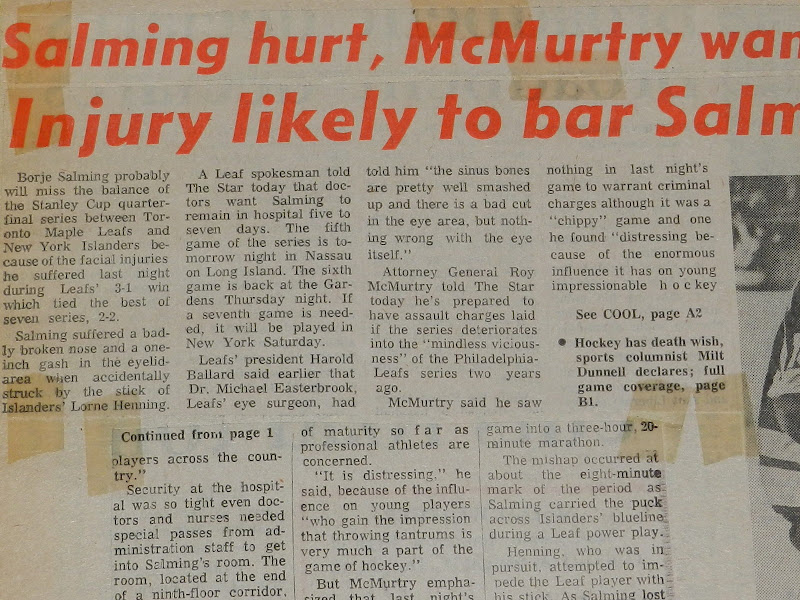 Salming hurt, McMurtry wan
Injury likely to bar Salm
Borje Salming probably
will miss the balance of
the Stanley Cup quarter-
final series between Tor-
onto Maple Leafs and
New York Islanders be-
cause of the facial injuries
he suffered last night
during Leafs' 3-1 win
which tied the best of
seven series, 2-2.
Salming suffered a bad-
ly broken nose and a one-
inch gash in the eyelid-
area when accidentally
struck by the stick of
Islanders' Lorne Henning.
A Leaf spokesman told
The Star today that doc-
tors want Salming to
remain in hospital five to
seven days. The fifth
game of the series is to-
morrow night in Nassau
on Long Island. The sixth
game is back at the Gar-
dens Thursday night. If
a seventh game is need-
ed, it will be played in
New York Saturday.
Leafs' president Harold
Ballard said earlier that
Dr. Michael Easterbrook,
Leafs' eye surgeon, had
told him "the sinus bones
are pretty well smashed
up and there is a bad cut
in the eye area, but noth-
ing wrong with the eye
itself."
Attorney General Roy
McMurtry told The Star
today he's prepared to
have assault charges laid
if the series deteriorates
into the "mindless vicious-
ness" of the Philadelphia-
Leafs series two years
ago.
McMurtry said he saw
nothing in last night's
game to warrant criminal
charges although it was a
"chippy" game and one
he found "distressing be-
cause of the enormous
influence it has on young
impressionable hockey
See COOL, page A2
• Hockey has death wish,
sports columnist Milt
Dunnell declares; full
game coverage, page
B1.
Continued from page 1
players across the coun-
try."
Security at the hospit-
al was so tight even doc-
tors and nurses needed
special passes from ad-
ministration staff to get
into Salming's room. The
room, located at the end
of a ninth-floor corridor,
of maturity so far as
professional athletes are
concerned.
"It is distressing," he
said, because of the influ-
ence on young players
"who gain the impression
that throwing tantrums is
very much a part of the
game of hockey."
But McMurtry empha-
sized that last night's
game into a three-hour, 20-
minute marathon.
The mishap occurred at
about the eight-minute
mark of the period as
Salming carried the puck
across Islanders' blueline
during a Leaf power play.
Henning, who was in
pursuit, attempted to im-
pede the Leaf player with
his stick. As Salming lost